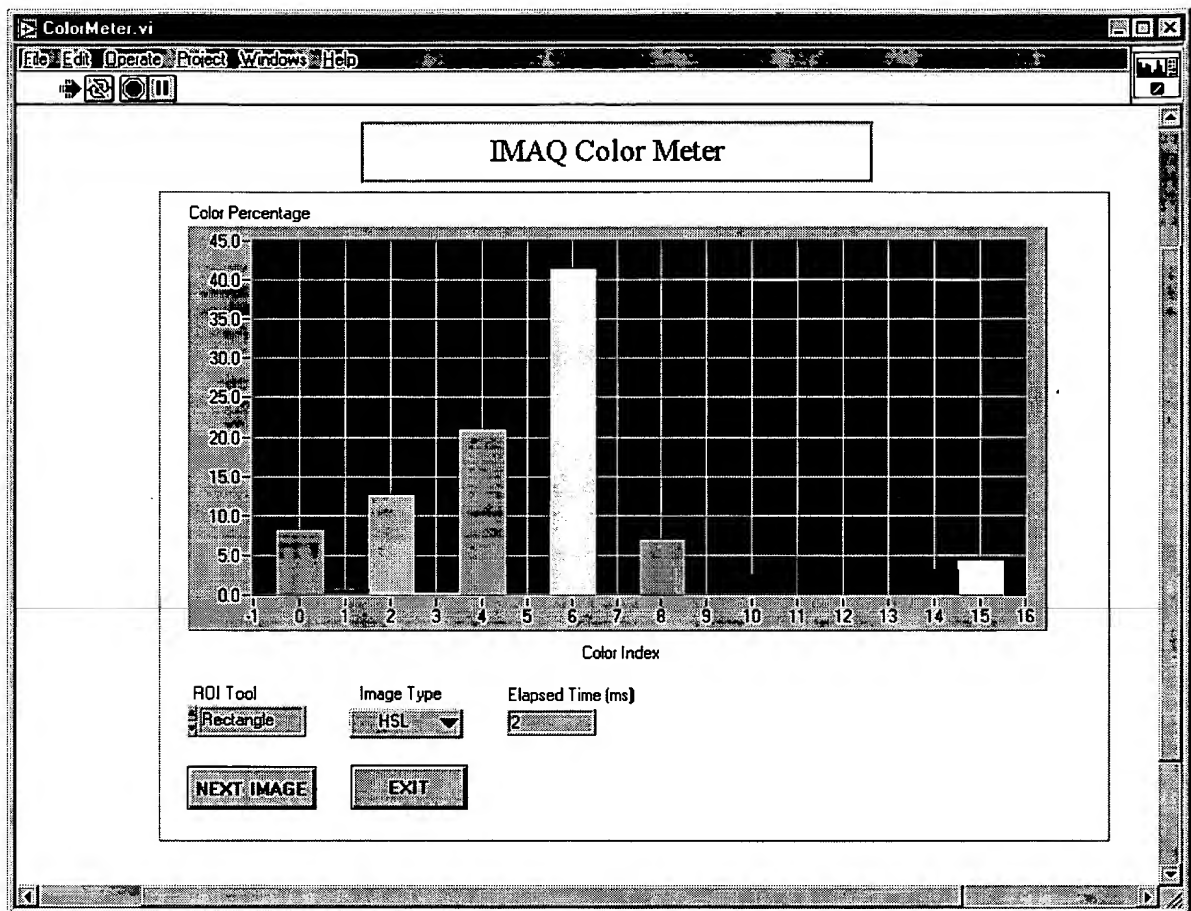 ColorMeter.vi
File Edit Operate Project Windows Help
IMAQ Color Meter
Color Percentage
45.0
40.0
35.0
30.0
25.0
20.0
15.0
10.0
5.0
0.0
-1 0 1 2 3 4 5 6 7 8 9 10 11 12 13 14 15 16
Color Index
ROI Tool Image Type Elapsed Time (ms)
Rectangle HSL 2
NEXT IMAGE EXIT